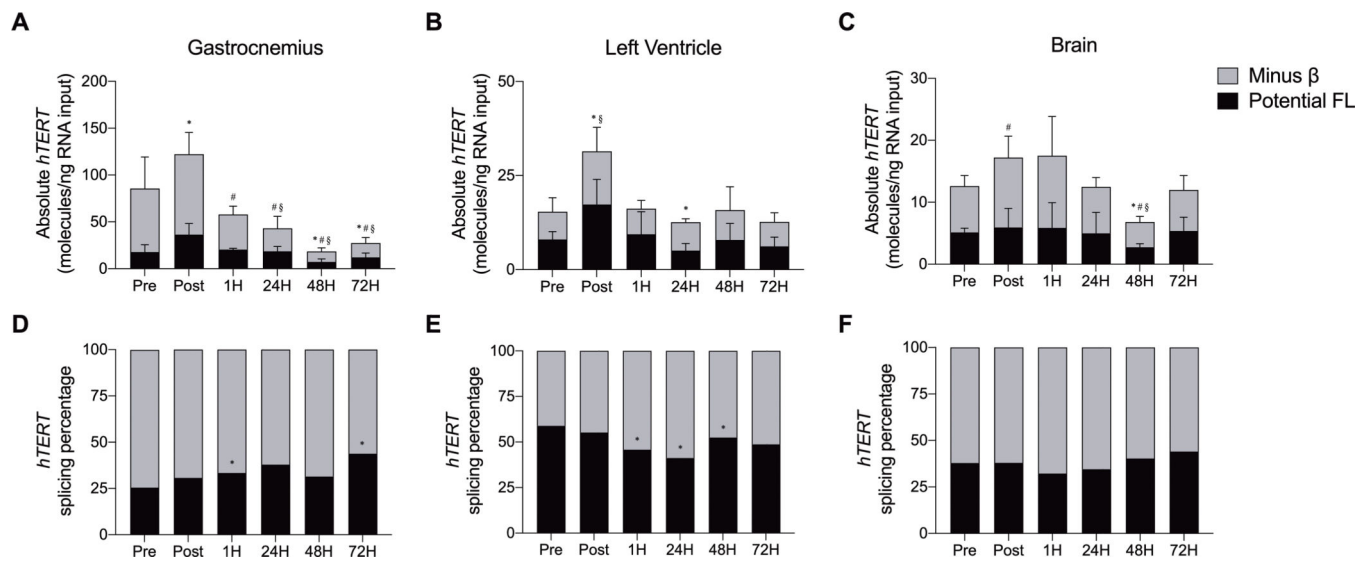 A
Gastrocnemius
Absolute hTERT
(molecules/ng RNA input)
200
150
100
50
0
*
#
# §
* # §
* # §
Pre Post 1H 24H 48H 72H
B
Left Ventricle
Absolute hTERT
(molecules/ng RNA input)
50
25
0
* §
*
Pre Post 1H 24H 48H 72H
C
Brain
Absolute hTERT
(molecules/ng RNA input)
30
20
10
0
#
* # §
Pre Post 1H 24H 48H 72H
Minus β
Potential FL
D
hTERT
splicing percentage
100
75
50
25
0
*
*
Pre Post 1H 24H 48H 72H
E
hTERT
splicing percentage
100
75
50
25
0
*
*
*
Pre Post 1H 24H 48H 72H
F
hTERT
splicing percentage
100
75
50
25
0
Pre Post 1H 24H 48H 72H